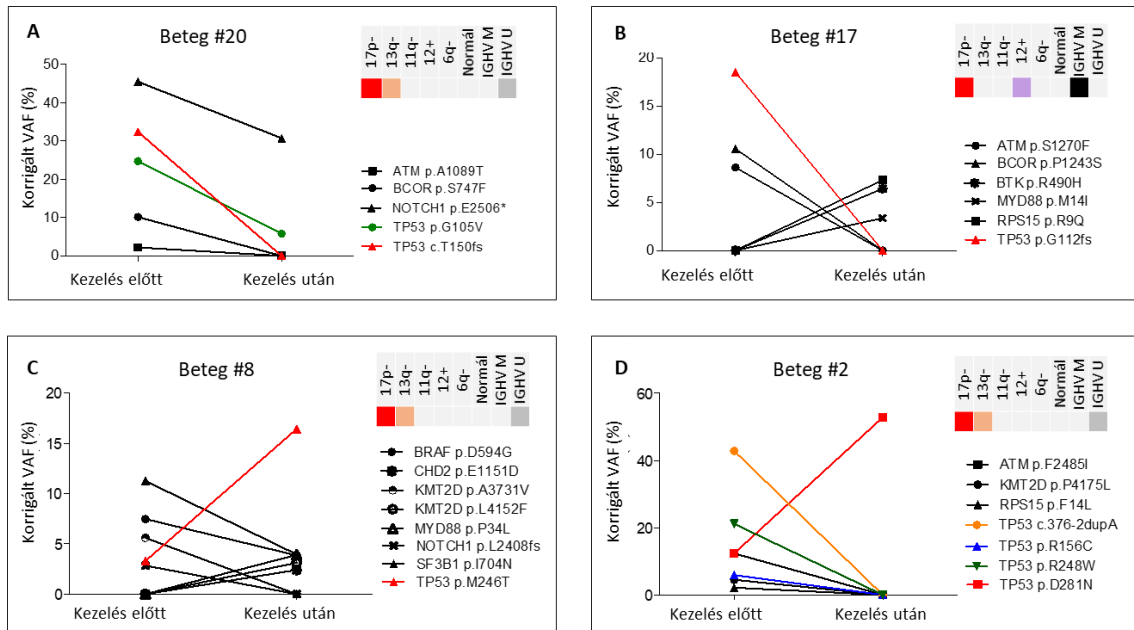 A
Beteg #20
17p-
13q-
11q-
12+
6q-
Normál
IGHV M
IGHV U
Korrigált VAF (%)
50
40
30
20
10
0
Kezelés előtt
Kezelés után
ATM p.A1089T
BCOR p.S747F
NOTCH1 p.E2506*
TP53 p.G105V
TP53 c.T150fs
B
Beteg #17
17p-
13q-
11q-
12+
6q-
Normál
IGHV M
IGHV U
Korrigált VAF (%)
20
15
10
5
0
Kezelés előtt
Kezelés után
ATM p.S1270F
BCOR p.P1243S
BTK p.R490H
MYD88 p.M14I
RPS15 p.R9Q
TP53 p.G112fs
C
Beteg #8
17p-
13q-
11q-
12+
6q-
Normál
IGHV M
IGHV U
Korrigált VAF (%)
20
15
10
5
0
Kezelés előtt
Kezelés után
BRAF p.D594G
CHD2 p.E1151D
KMT2D p.A3731V
KMT2D p.L4152F
MYD88 p.P34L
NOTCH1 p.L2408fs
SF3B1 p.I704N
TP53 p.M246T
D
Beteg #2
17p-
13q-
11q-
12+
6q-
Normál
IGHV M
IGHV U
Korrigált VAF (%)
60
40
20
0
Kezelés előtt
Kezelés után
ATM p.F2485I
KMT2D p.P4175L
RPS15 p.F14L
TP53 c.376-2dupA
TP53 p.R156C
TP53 p.R248W
TP53 p.D281N